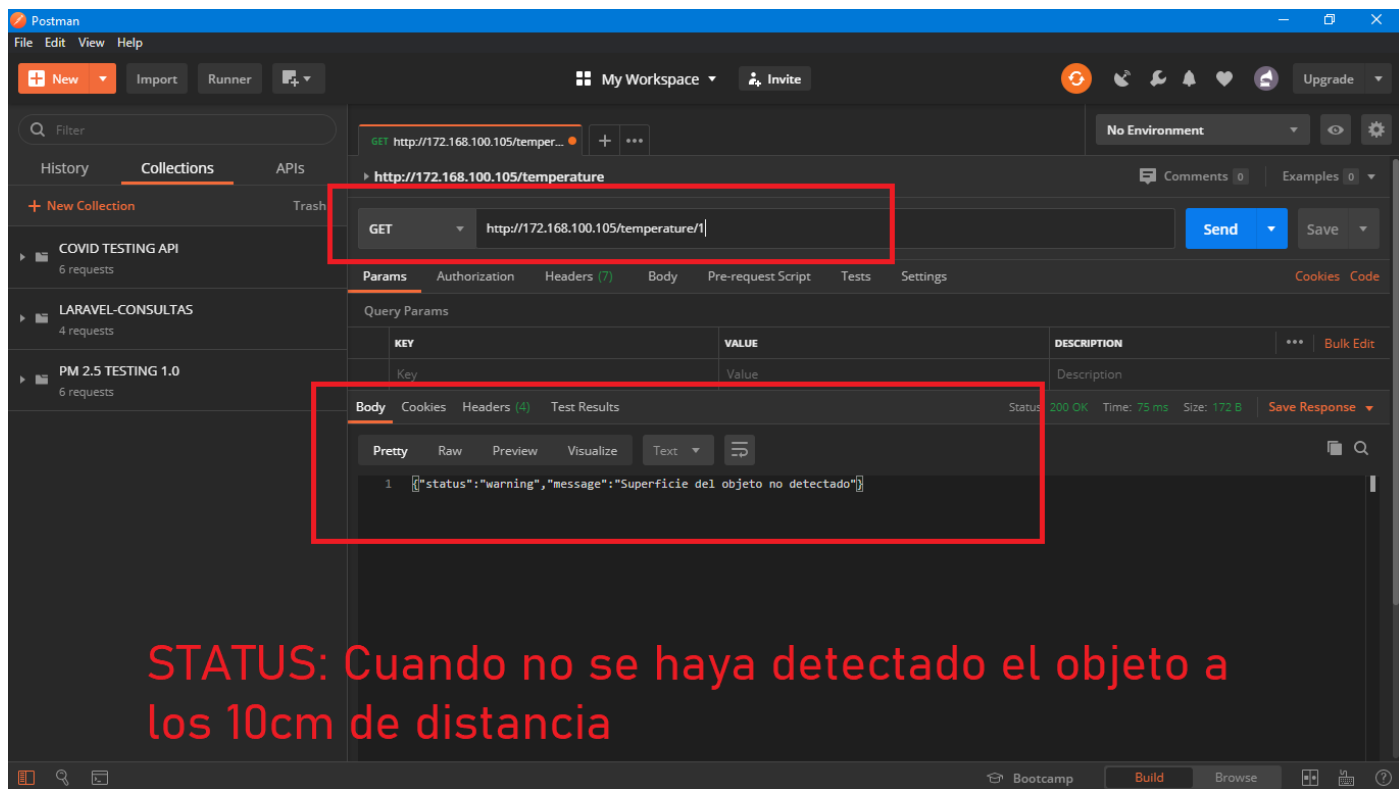 Postman
File Edit View Help
New Import Runner My Workspace Invite Upgrade
Filter
GET http://172.168.100.105/temper... No Environment
History Collections APIs
http://172.168.100.105/temperature Comments 0 Examples 0
+ New Collection Trash
GET http://172.168.100.105/temperature/1 Send Save
COVID TESTING API
6 requests
Params Authorization Headers (7) Body Pre-request Script Tests Settings Cookies Code
LARAVEL-CONSULTAS
4 requests
Query Params
KEY VALUE DESCRIPTION ••• Bulk Edit
Key Value Description
PM 2.5 TESTING 1.0
6 requests
Body Cookies Headers (4) Test Results Status 200 OK Time: 75 ms Size: 172 B Save Response
Pretty Raw Preview Visualize Text
1 {"status":"warning","message":"Superficie del objeto no detectado"}
STATUS: Cuando no se haya detectado el objeto a
los 10cm de distancia
Bootcamp Build Browse